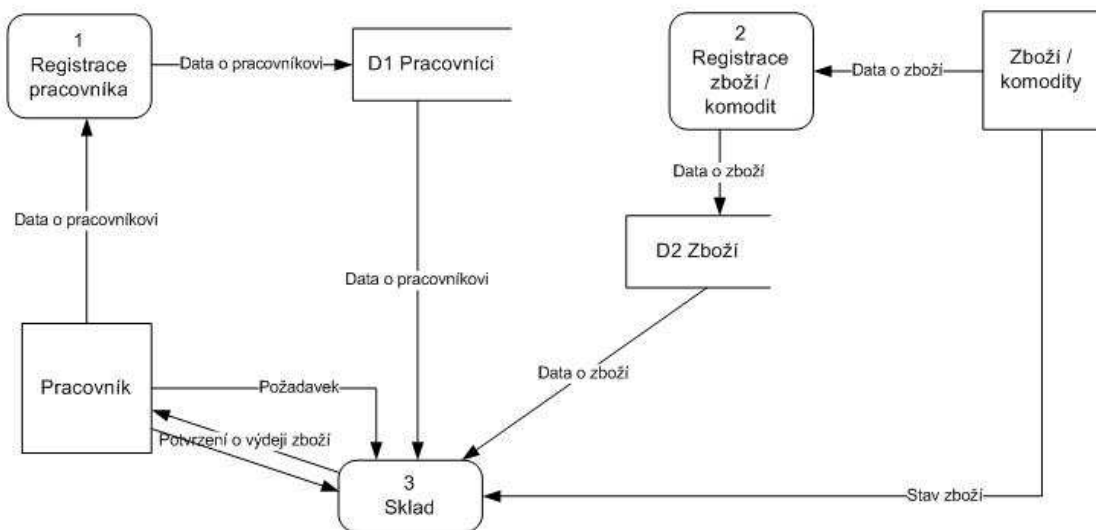 1
Registrace
pracovníka
Data o pracovníkovi
D1 Pracovníci
2
Registrace
zboží /
komodit
Data o zboží
Zboží /
komodity
Data o zboží
Data o pracovníkovi
D2 Zboží
Data o pracovníkovi
Data o zboží
Pracovník
Požadavek
Potvrzení o výdeji zboží
3
Sklad
Stav zboží